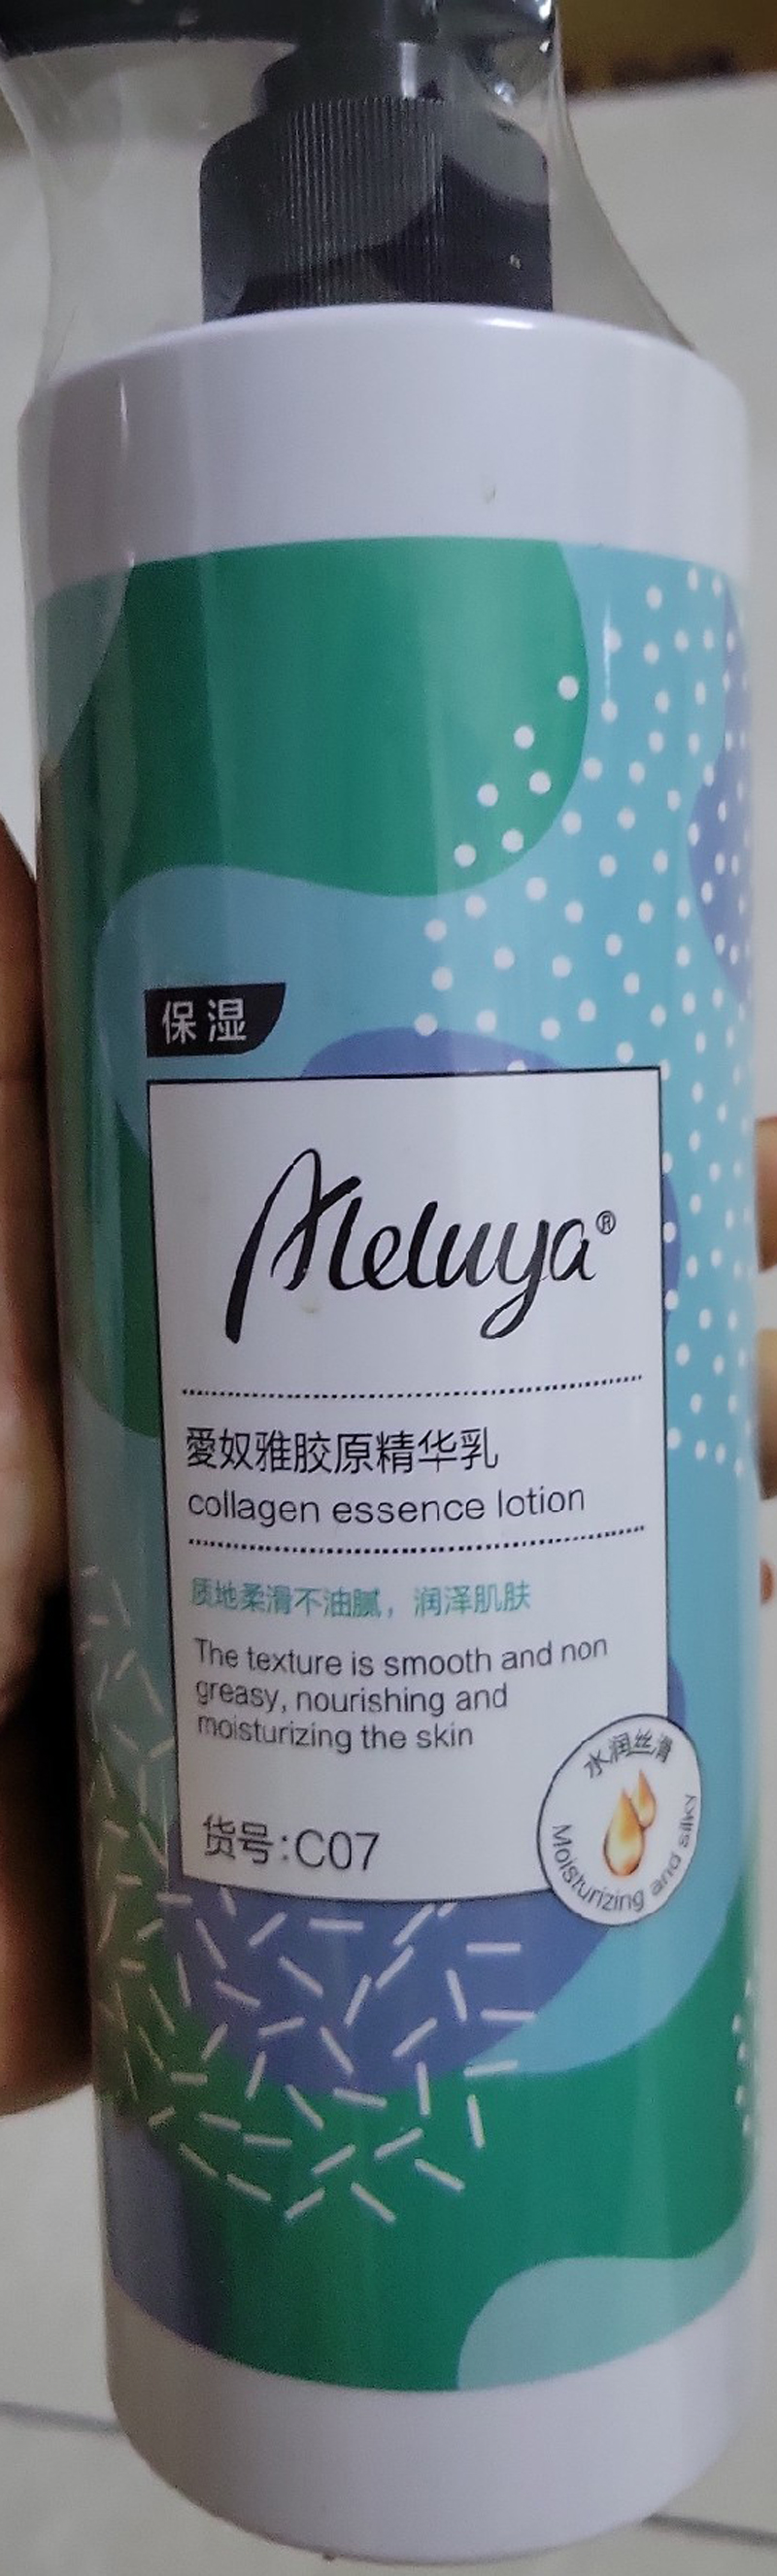 保湿
Aleluya®
愛奴雅胶原精华乳
collagen essence lotion
质地柔滑不油腻，润泽肌肤
The texture is smooth and non
greasy, nourishing and
moisturizing the skin
货号:C07
水润丝滑
Moisturizing and silky